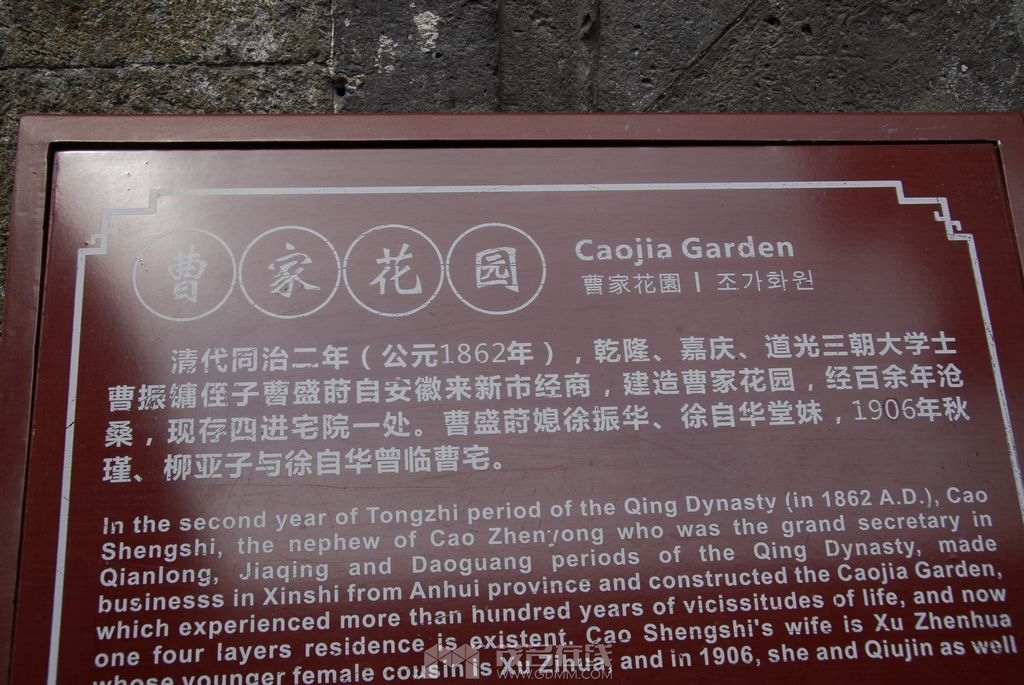 曹家花园
Caojia Garden
曹家花園 | 조가화원
清代同治二年（公元1862年），乾隆、嘉庆、道光三朝大学士
曹振镛侄子曹盛莳自安徽来新市经商，建造曹家花园，经百余年沧
桑，现存四进宅院一处。曹盛莳媳徐振华、徐自华堂妹，1906年秋
瑾、柳亚子与徐自华曾临曹宅。
In the second year of Tongzhi period of the Qing Dynasty (in 1862 A.D.), Cao
Shengshi, the nephew of Cao Zhenyong who was the grand secretary in
Qianlong, Jiaqing and Daoguang periods of the Qing Dynasty, made
businesss in Xinshi from Anhui province and constructed the Caojia Garden,
which experienced more than hundred years of vicissitudes of life, and now
one four layers residence is existent. Cao Shengshi's wife is Xu Zhenhua
whose younger female cousin is Xu Zihua, and in 1906, she and Qiujin as well
WWW.GDMM.COM